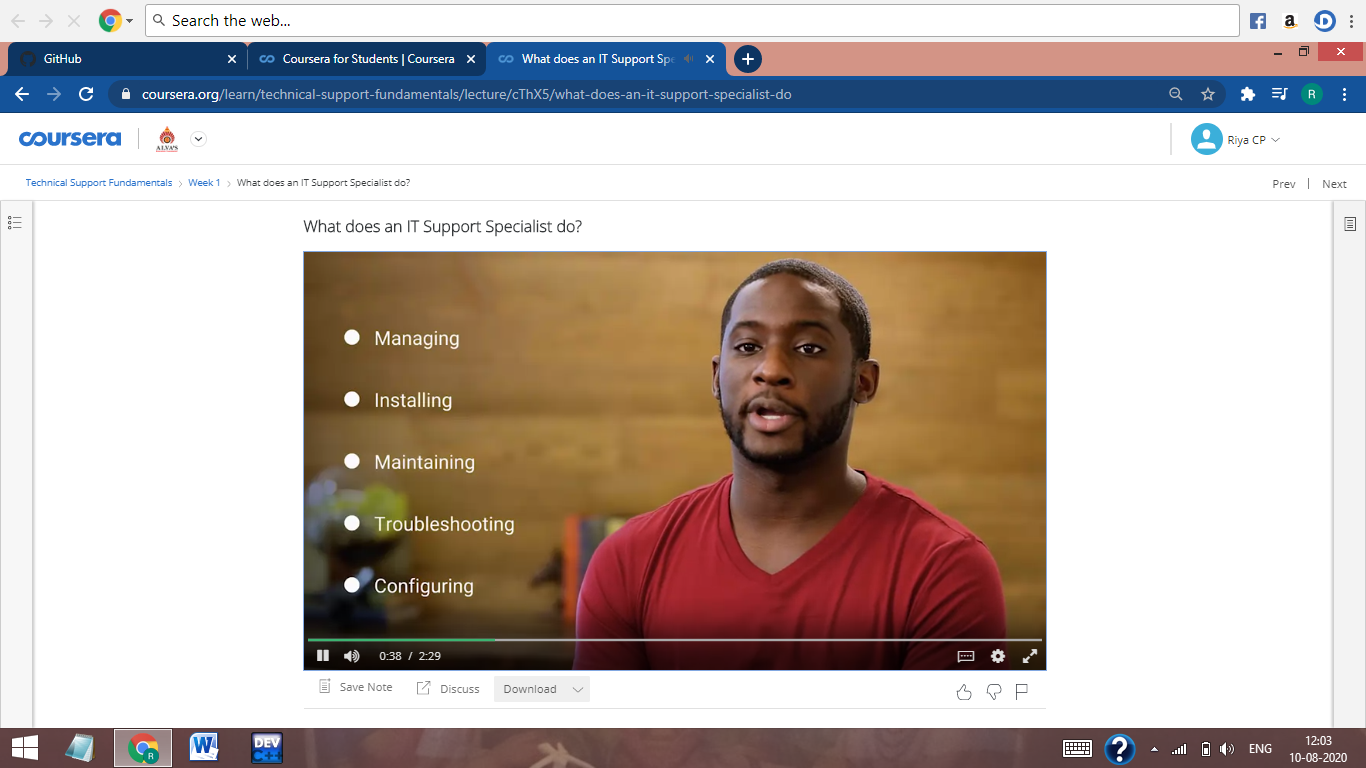 Search the web...
GitHub
Coursera for Students | Coursera
What does an IT Support Spe
coursera.org/learn/technical-support-fundamentals/lecture/cThX5/what-does-an-it-support-specialist-do
R
coursera
ALVA'S
Riya CP
Technical Support Fundamentals > Week 1 > What does an IT Support Specialist do?
Prev | Next
What does an IT Support Specialist do?
Managing
Installing
Maintaining
Troubleshooting
Configuring
0:38 / 2:29
Save Note
Discuss
Download
R
W
DEV
C++
?
ENG
12:03
10-08-2020